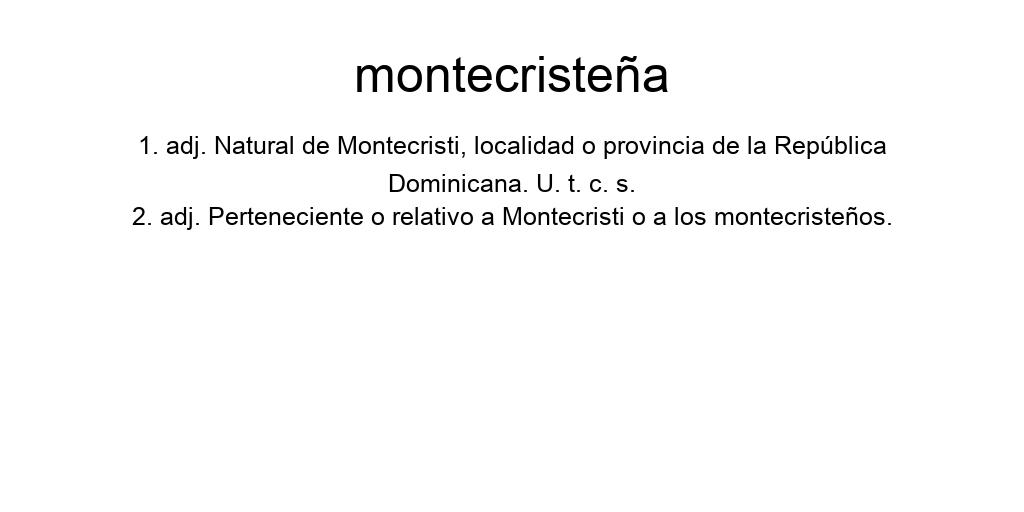 montecristeña
1. adj. Natural de Montecristi, localidad o provincia de la República
Dominicana. U. t. c. s.
2. adj. Perteneciente o relativo a Montecristi o a los montecristeños.